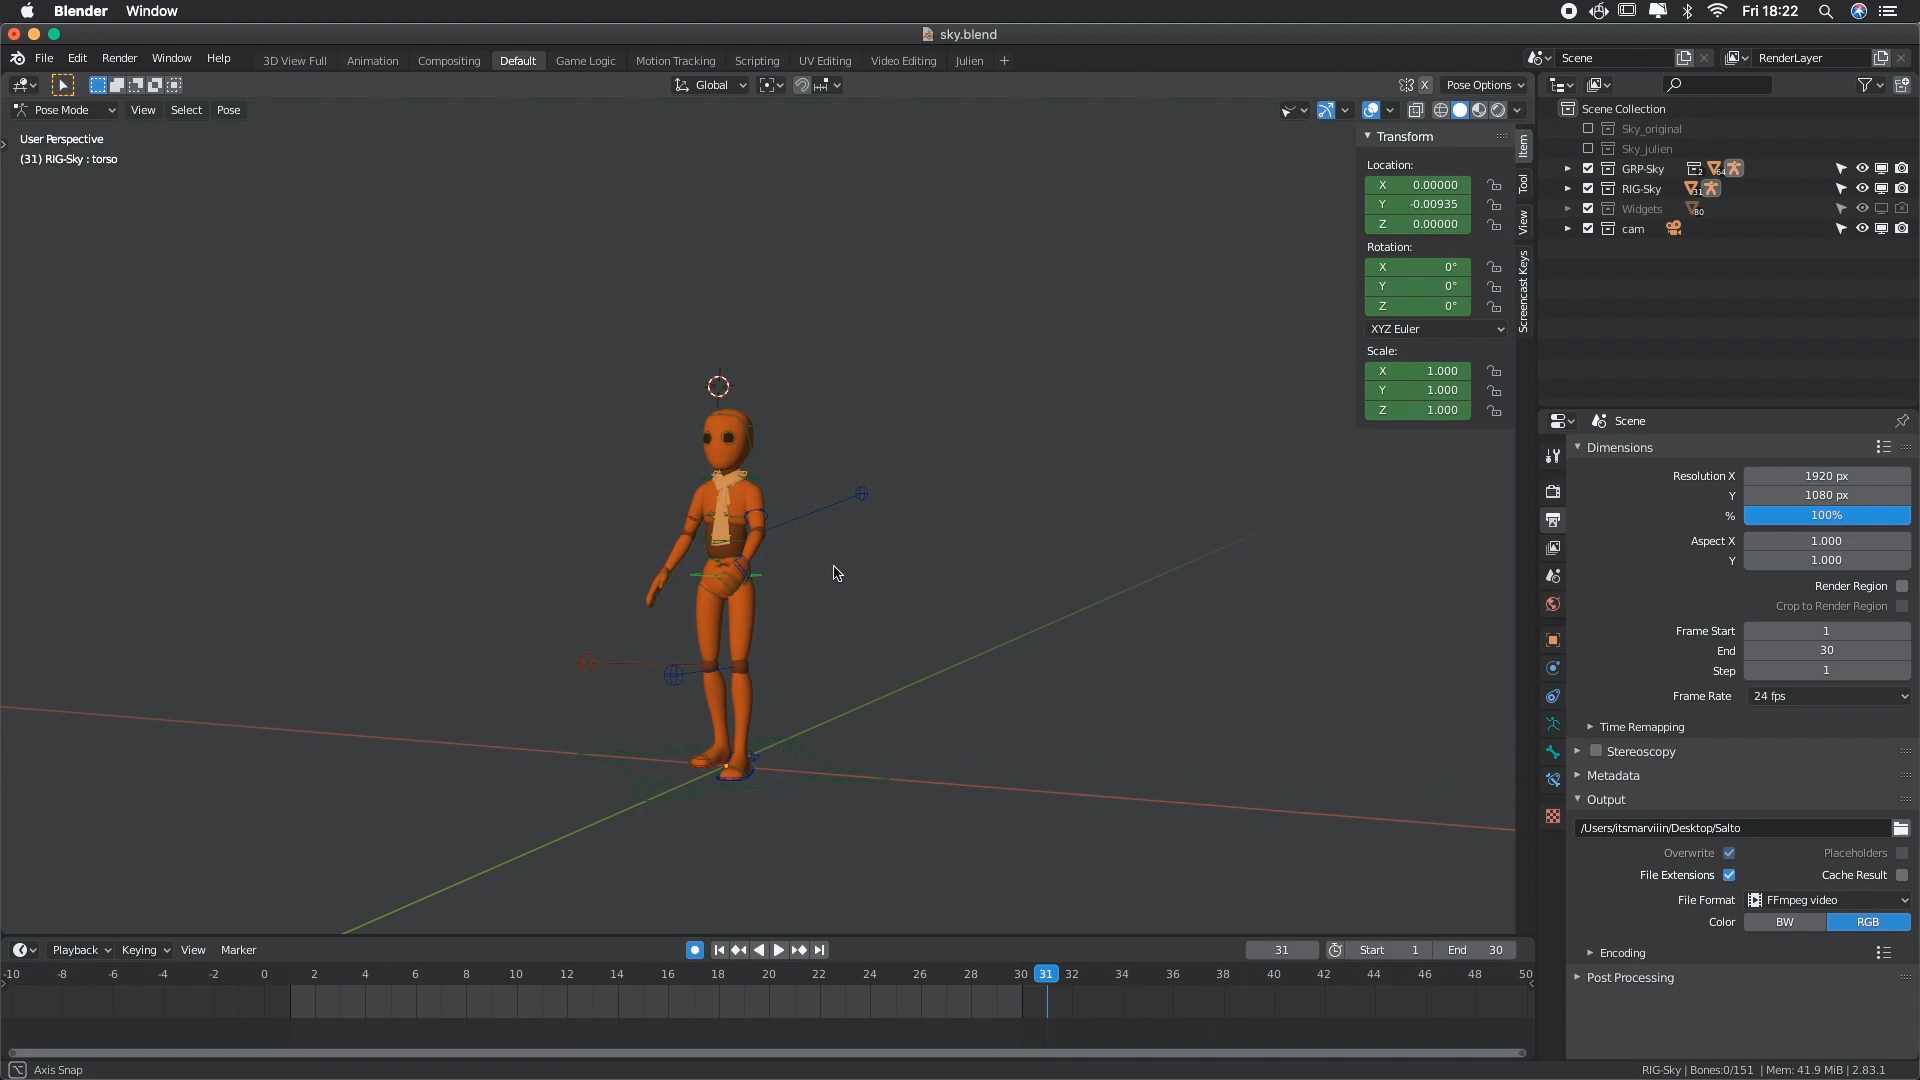 Blender Window Fri 18:22
sky.blend
File Edit Render Window Help 3D View Full Animation Compositing Default Game Logic Motion Tracking Scripting UV Editing Video Editing Julien + Scene RenderLayer
Global X Pose Options
Pose Mode View Select Pose
User Perspective
(31) RIG-Sky : torso
Transform
Location:
X 0.00000
Y -0.00935
Z 0.00000
Rotation:
X 0°
Y 0°
Z 0°
XYZ Euler
Scale:
X 1.000
Y 1.000
Z 1.000
Item
Tool
View
Screencast Keys
Scene Collection
Sky_original
Sky_julien
GRP-Sky 2 64
RIG-Sky 31
Widgets 80
cam
Scene
Dimensions
Resolution X 1920 px
Y 1080 px
% 100%
Aspect X 1.000
Y 1.000
Render Region
Crop to Render Region
Frame Start 1
End 30
Step 1
Frame Rate 24 fps
Time Remapping
Stereoscopy
Metadata
Output
/Users/itsmarviiin/Desktop/Salto
Overwrite Placeholders
File Extensions Cache Result
File Format FFmpeg video
Color BW RGB
Encoding
Post Processing
Playback Keying View Marker 31 Start 1 End 30
-10 -8 -6 -4 -2 0 2 4 6 8 10 12 14 16 18 20 22 24 26 28 30 31 32 34 36 38 40 42 44 46 48 50
Axis Snap RIG-Sky | Bones:0/151 | Mem: 41.9 MiB | 2.83.1